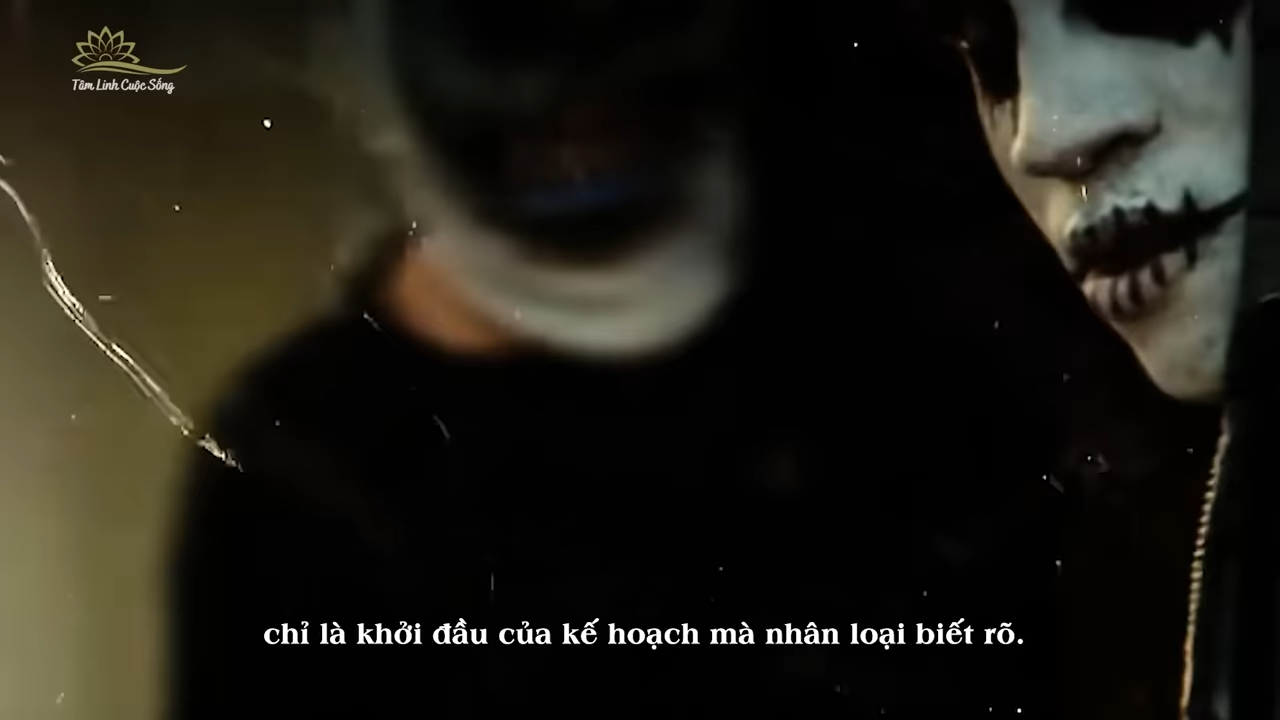 Tâm Linh Cuộc Sống
chỉ là khởi đầu của kế hoạch mà nhân loại biết rõ.